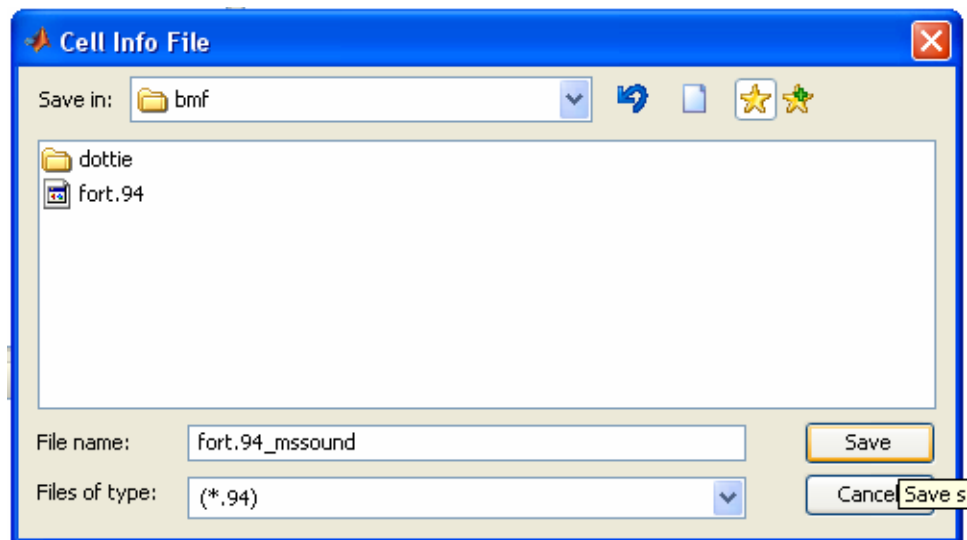 Cell Info File
Save in: bmf
dottie
fort.94
File name: fort.94_mssound Save
Files of type: (*.94) Cancel Save s